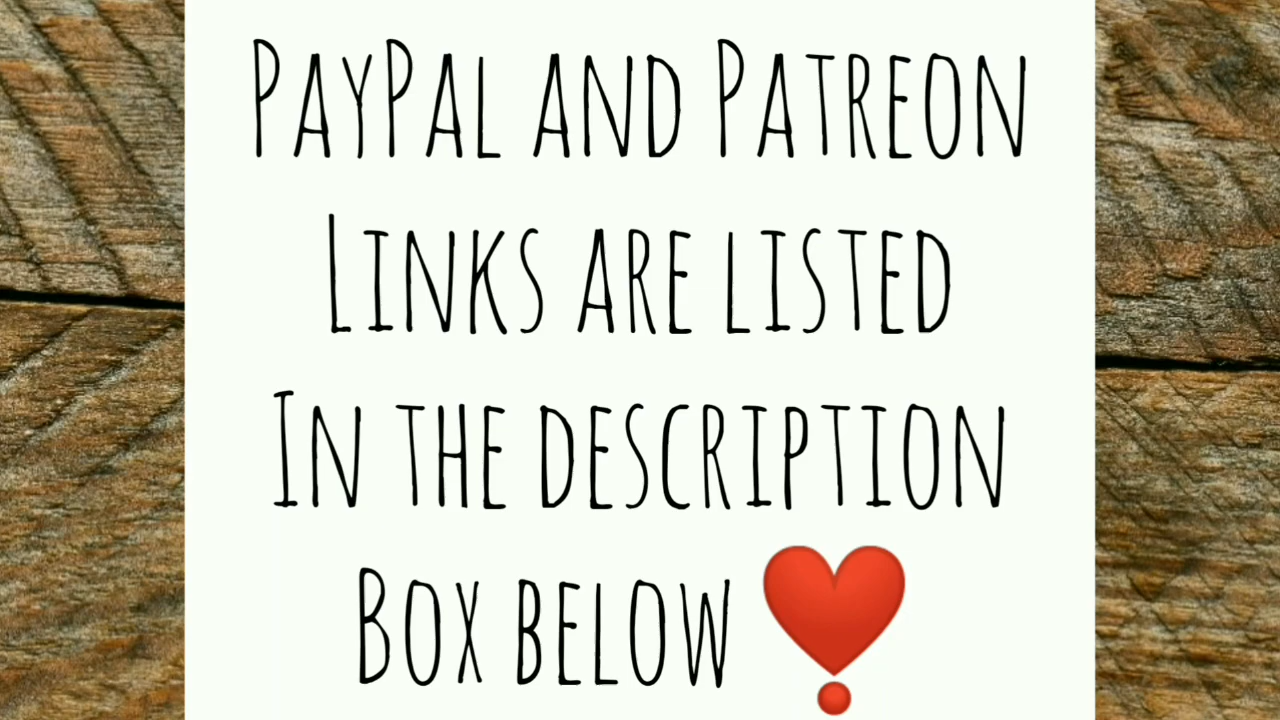 PayPal and Patreon
Links are listed
In the description
Box below ❣️